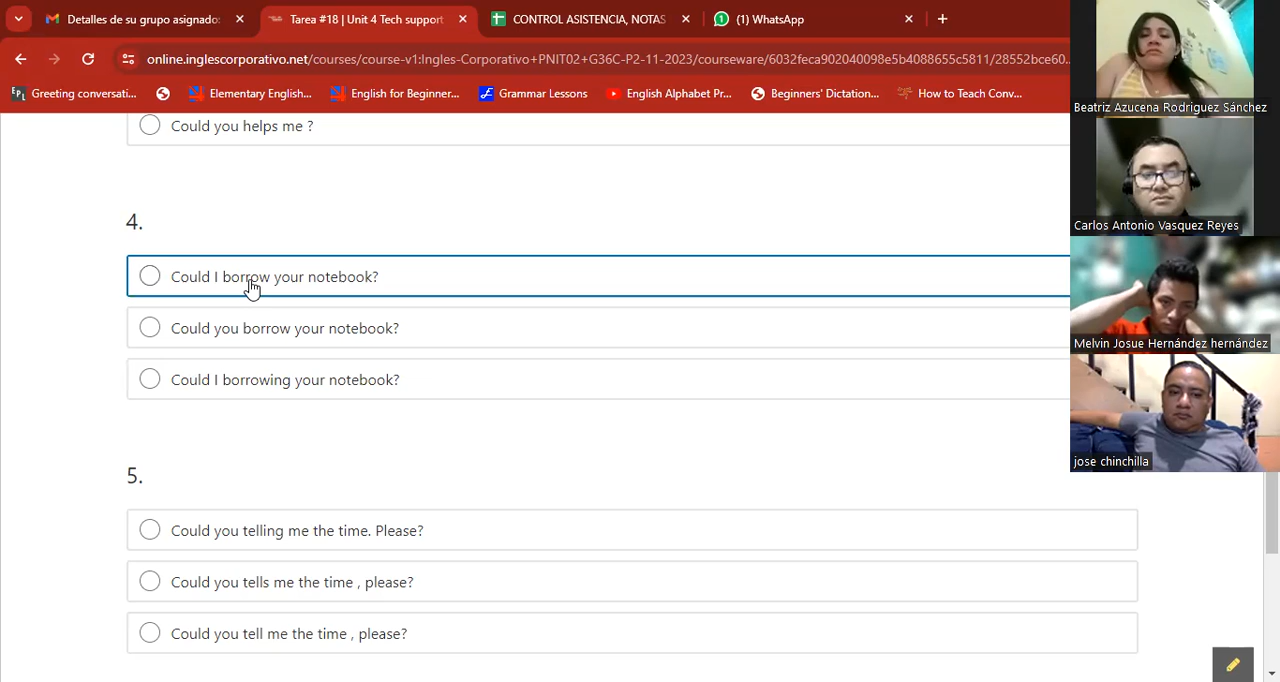 Detalles de su grupo asignado:
Tarea #18 | Unit 4 Tech support
CONTROL ASISTENCIA, NOTAS
(1) WhatsApp
online.inglescorporativo.net/courses/course-v1:Ingles-Corporativo+PNIT02+G36C-P2-11-2023/courseware/6032feca902040098e5b4088655c5811/28552bce60...
Greeting conversati...
Elementary English...
English for Beginner...
Grammar Lessons
English Alphabet Pr...
Beginners' Dictation...
How to Teach Conv...
Could you helps me ?
4.
Could I borrow your notebook?
Could you borrow your notebook?
Could I borrowing your notebook?
5.
Could you telling me the time. Please?
Could you tells me the time , please?
Could you tell me the time , please?
Beatriz Azucena Rodriguez Sánchez
Carlos Antonio Vasquez Reyes
Melvin Josue Hernández hernández
jose chinchilla